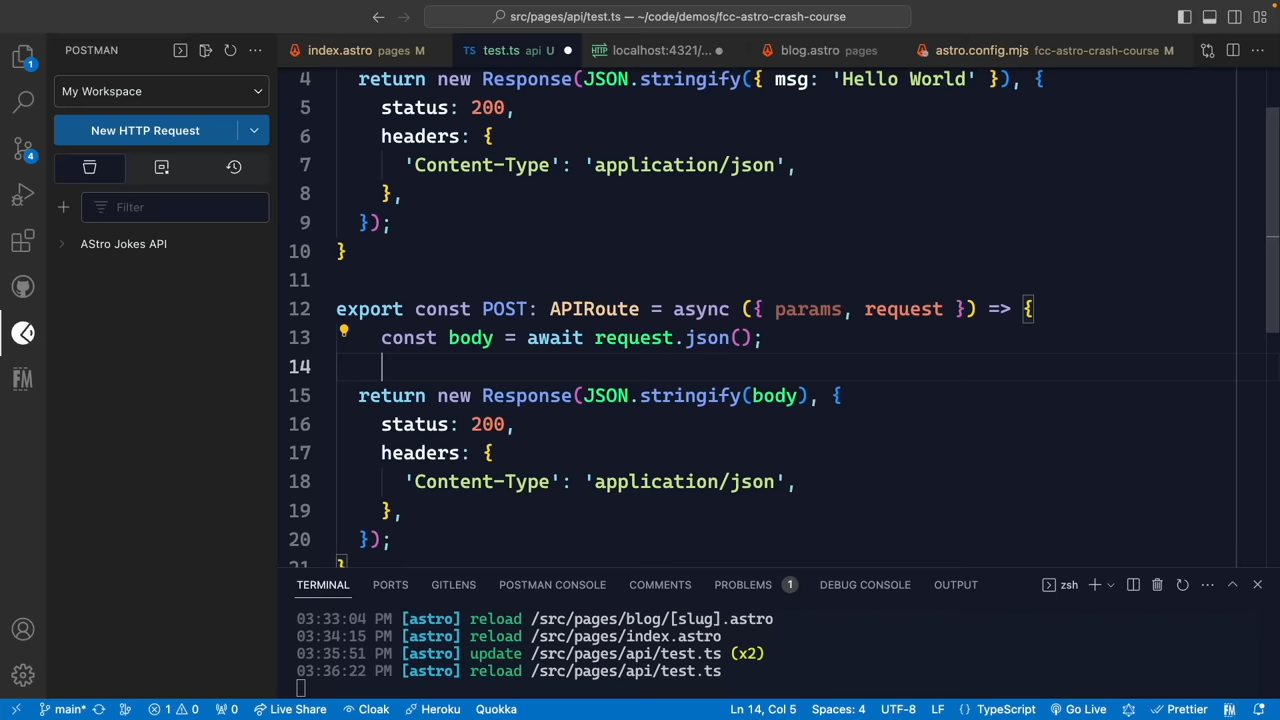 src/pages/api/test.ts — ~/code/demos/fcc-astro-crash-course
POSTMAN
index.astro pages M
TS test.ts api U
HTTP localhost:4321/...
blog.astro pages
astro.config.mjs fcc-astro-crash-course M
1
My Workspace
New HTTP Request
4
Filter
AStro Jokes API
FM
4 return new Response(JSON.stringify({ msg: 'Hello World' }), {
5 status: 200,
6 headers: {
7 'Content-Type': 'application/json',
8 },
9 });
10 }
11
12 export const POST: APIRoute = async ({ params, request }) => {
13 const body = await request.json();
14
15 return new Response(JSON.stringify(body), {
16 status: 200,
17 headers: {
18 'Content-Type': 'application/json',
19 },
20 });
21 }
TERMINAL PORTS GITLENS POSTMAN CONSOLE COMMENTS PROBLEMS 1 DEBUG CONSOLE OUTPUT zsh
03:33:04 PM [astro] reload /src/pages/blog/[slug].astro
03:34:15 PM [astro] reload /src/pages/index.astro
03:35:51 PM [astro] update /src/pages/api/test.ts (x2)
03:36:22 PM [astro] reload /src/pages/api/test.ts
main* 1 0 0 Live Share Cloak Heroku Quokka Ln 14, Col 5 Spaces: 4 UTF-8 LF {} TypeScript Go Live Prettier FM